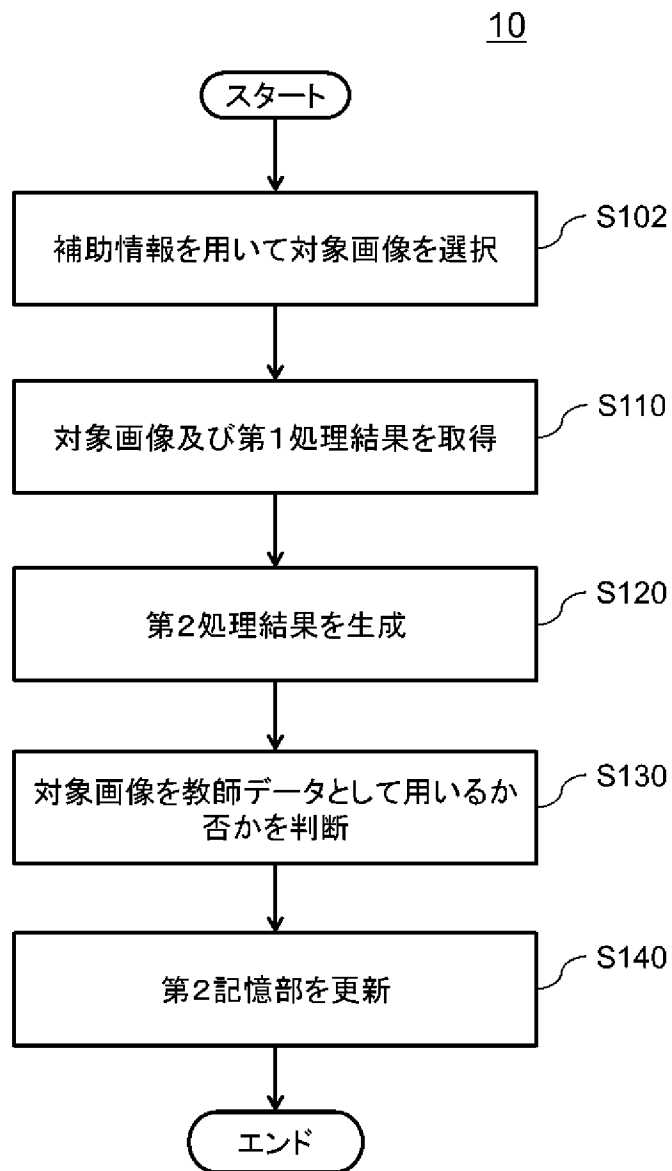 10
スタート
補助情報を用いて対象画像を選択
S102
対象画像及び第１処理結果を取得
S110
第２処理結果を生成
S120
対象画像を教師データとして用いるか
否かを判断
S130
第２記憶部を更新
S140
エンド